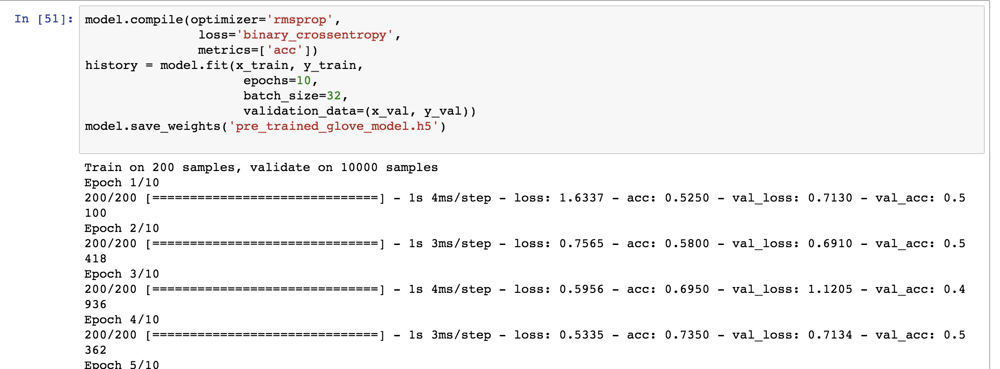 In [51]:
model.compile(optimizer='rmsprop',
loss='binary_crossentropy',
metrics=['acc'])
history = model.fit(x_train, y_train,
epochs=10,
batch_size=32,
validation_data=(x_val, y_val))
model.save_weights('pre_trained_glove_model.h5')
Train on 200 samples, validate on 10000 samples
Epoch 1/10
200/200 [==============================] - 1s 4ms/step - loss: 1.6337 - acc: 0.5250 - val_loss: 0.7130 - val_acc: 0.5
100
Epoch 2/10
200/200 [==============================] - 1s 3ms/step - loss: 0.7565 - acc: 0.5800 - val_loss: 0.6910 - val_acc: 0.5
418
Epoch 3/10
200/200 [==============================] - 1s 4ms/step - loss: 0.5956 - acc: 0.6950 - val_loss: 1.1205 - val_acc: 0.4
936
Epoch 4/10
200/200 [==============================] - 1s 3ms/step - loss: 0.5335 - acc: 0.7350 - val_loss: 0.7134 - val_acc: 0.5
362
Epoch 5/10